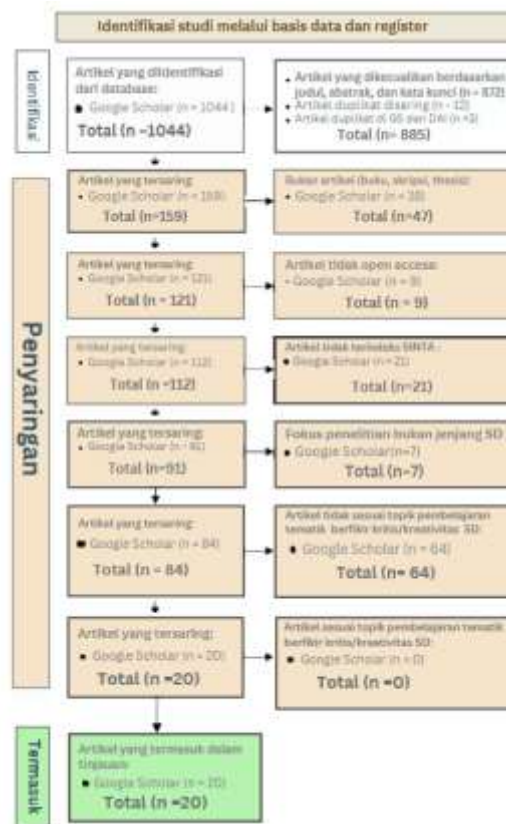 Identifikasi studi melalui basis data dan register
Identifikasi
Artikel yang diidentifikasi
dari database:
• Google Scholar (n = 1044)
Total (n =1044)
• Artikel yang dikecualikan berdasarkan
judul, abstrak, dan kata kunci (n = 872)
• Artikel duplikat disaring (n = 12)
• Artikel duplikat di GS dan DAI (n =3)
Total (n= 885)
Penyaringan
Artikel yang tersaring:
• Google Scholar (n = 159)
Total (n=159)
Bukan artikel (buku, skripsi, thesis):
• Google Scholar (n = 38)
Total (n=47)
Artikel yang tersaring:
• Google Scholar (n = 121)
Total (n = 121)
Artikel tidak open access:
- Google Scholar (n = 9)
Total (n = 9)
Artikel yang tersaring:
• Google Scholar (n = 112)
Total (n =112)
Artikel tidak terindeks SINTA :
• Google Scholar (n =21)
Total (n=21)
Artikel yang tersaring:
• Google Scholar (n = 91)
Total (n=91)
Fokus penelitian bukan jenjang SD
• Google Scholar(n=7)
Total (n=7)
Artikel yang tersaring:
• Google Scholar (n = 84)
Total (n = 84)
Artikel tidak sesuai topik pembelajaran
tematik berfikir kritis/kreativitas SD:
• Google Scholar (n = 64)
Total (n= 64)
Artikel yang tersaring:
• Google Scholar (n = 20)
Total (n =20)
Artikel sesuai topik pembelajaran tematik
berfikir kritis/kreativitas SD:
• Google Scholar (n = 0)
Total (n =0)
Termasuk
Artikel yang termasuk dalam
tinjauan:
• Google Scholar (n = 20)
Total (n =20)